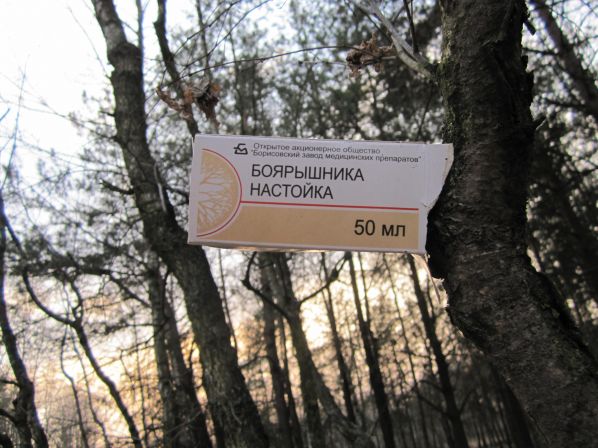 Открытое акционерное общество
"Борисовский завод медицинских препаратов"
БОЯРЫШНИКА
НАСТОЙКА
50 мл